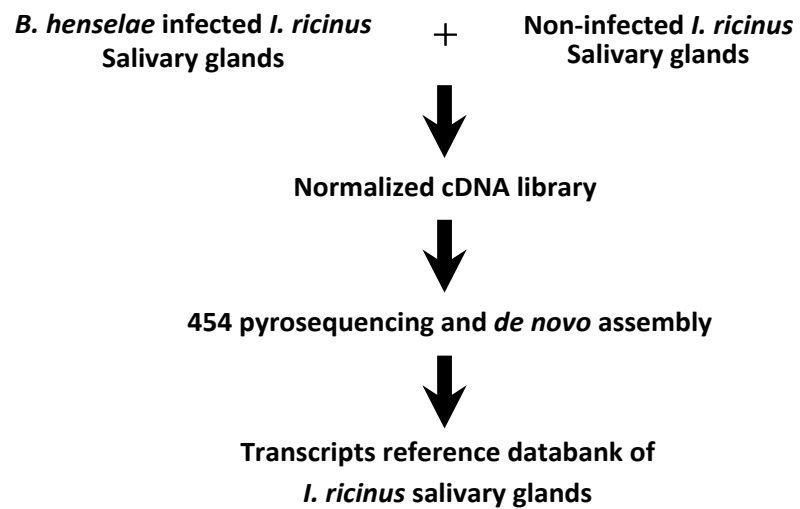 B. henselae infected I. ricinus
Salivary glands
+
Non-infected I. ricinus
Salivary glands
Normalized cDNA library
454 pyrosequencing and de novo assembly
Transcripts reference databank of
I. ricinus salivary glands